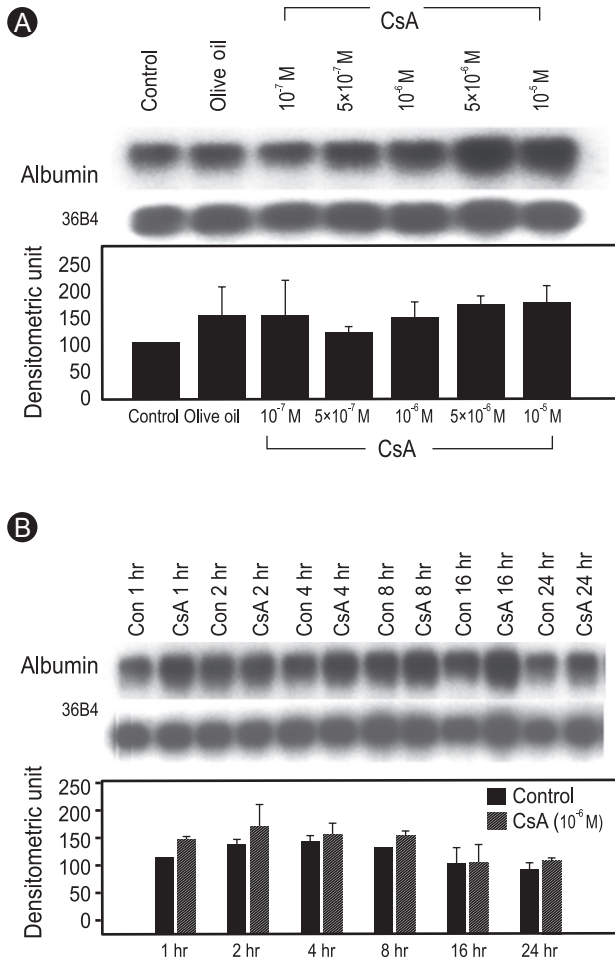 A
CsA
Control
Olive oil
10⁻⁷ M
5×10⁻⁷ M
10⁻⁶ M
5×10⁻⁶ M
10⁻⁵ M
Albumin
36B4
Densitometric unit
250
200
150
100
50
0
Control Olive oil 10⁻⁷ M 5×10⁻⁷ M 10⁻⁶ M 5×10⁻⁶ M 10⁻⁵ M
CsA
B
Con 1 hr
CsA 1 hr
Con 2 hr
CsA 2 hr
Con 4 hr
CsA 4 hr
Con 8 hr
CsA 8 hr
Con 16 hr
CsA 16 hr
Con 24 hr
CsA 24 hr
Albumin
36B4
Densitometric unit
250
200
150
100
50
0
Control
CsA (10⁻⁶ M)
1 hr 2 hr 4 hr 8 hr 16 hr 24 hr